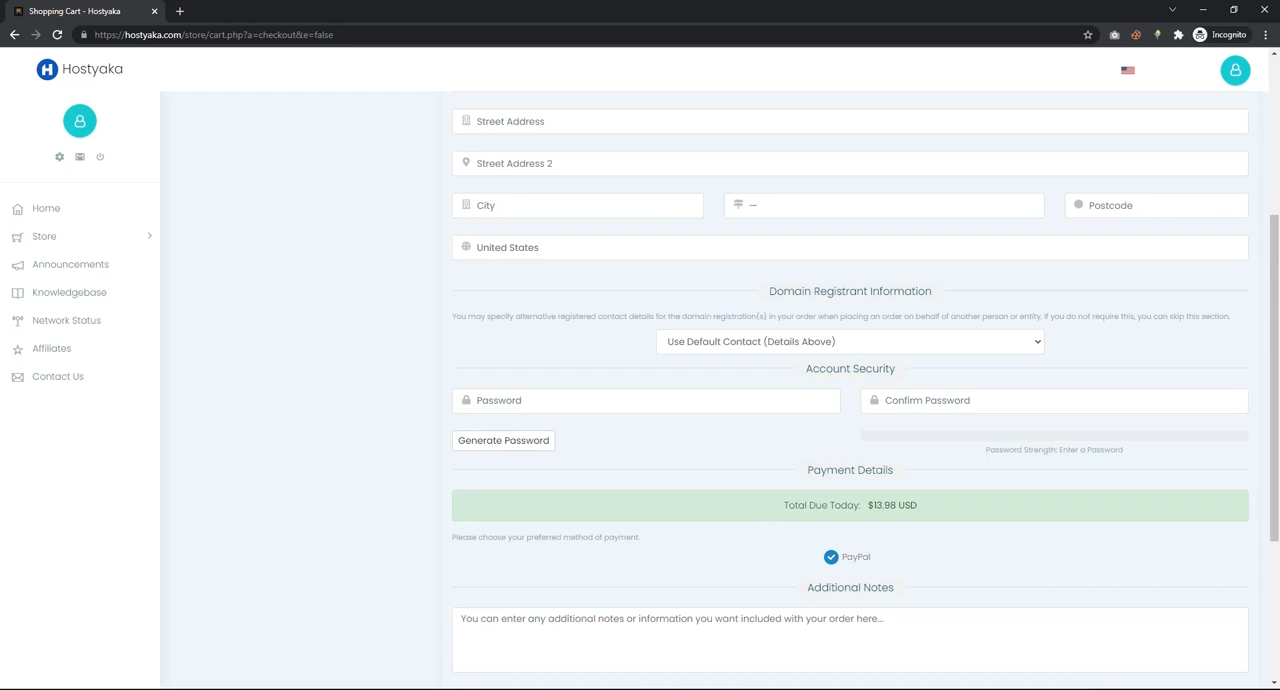 Shopping Cart - Hostyaka
https://hostyaka.com/store/cart.php?a=checkout&e=false
Incognito
H Hostyaka
Home
Store
Announcements
Knowledgebase
Network Status
Affiliates
Contact Us
Street Address
Street Address 2
City
—
Postcode
United States
Domain Registrant Information
You may specify alternative registered contact details for the domain registration(s) in your order when placing an order on behalf of another person or entity. If you do not require this, you can skip this section.
Use Default Contact (Details Above)
Account Security
Password
Confirm Password
Generate Password
Password Strength: Enter a Password
Payment Details
Total Due Today: $13.98 USD
Please choose your preferred method of payment.
PayPal
Additional Notes
You can enter any additional notes or information you want included with your order here...